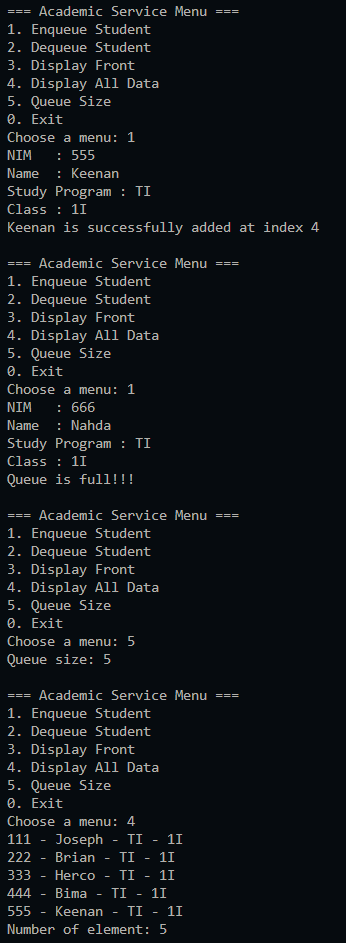 === Academic Service Menu ===
1. Enqueue Student
2. Dequeue Student
3. Display Front
4. Display All Data
5. Queue Size
0. Exit
Choose a menu: 1
NIM   : 555
Name  : Keenan
Study Program : TI
Class : 1I
Keenan is successfully added at index 4

=== Academic Service Menu ===
1. Enqueue Student
2. Dequeue Student
3. Display Front
4. Display All Data
5. Queue Size
0. Exit
Choose a menu: 1
NIM   : 666
Name  : Nahda
Study Program : TI
Class : 1I
Queue is full!!!

=== Academic Service Menu ===
1. Enqueue Student
2. Dequeue Student
3. Display Front
4. Display All Data
5. Queue Size
0. Exit
Choose a menu: 5
Queue size: 5

=== Academic Service Menu ===
1. Enqueue Student
2. Dequeue Student
3. Display Front
4. Display All Data
5. Queue Size
0. Exit
Choose a menu: 4
111 - Joseph - TI - 1I
222 - Brian - TI - 1I
333 - Herco - TI - 1I
444 - Bima - TI - 1I
555 - Keenan - TI - 1I
Number of element: 5